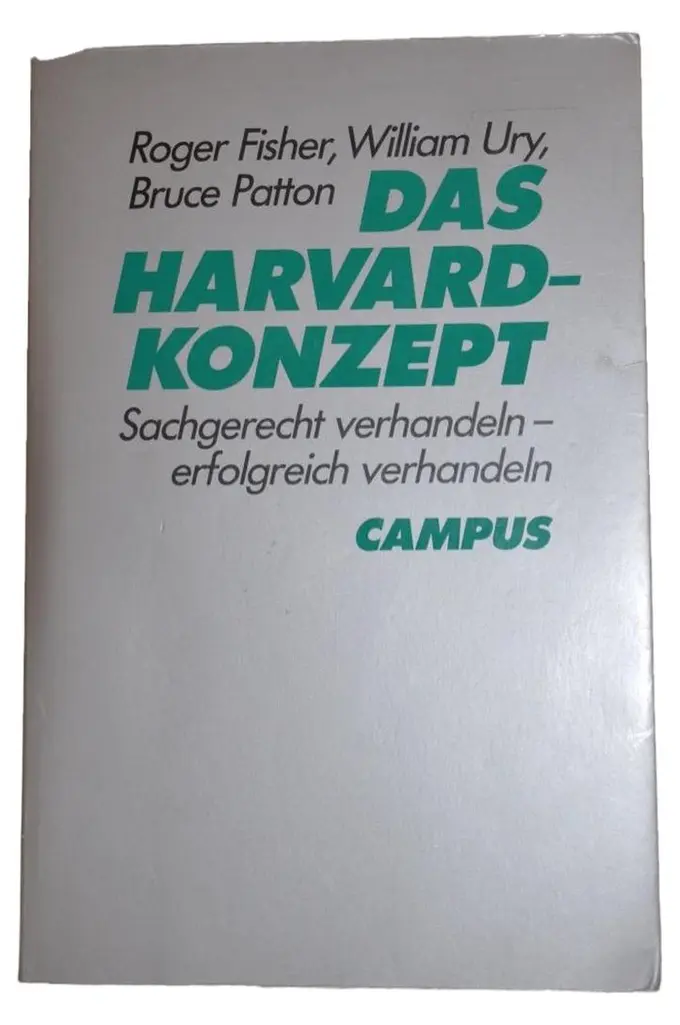 Roger Fisher, William Ury,
Bruce Patton DAS
HARVARD-
KONZEPT
Sachgerecht verhandeln –
erfolgreich verhandeln
CAMPUS